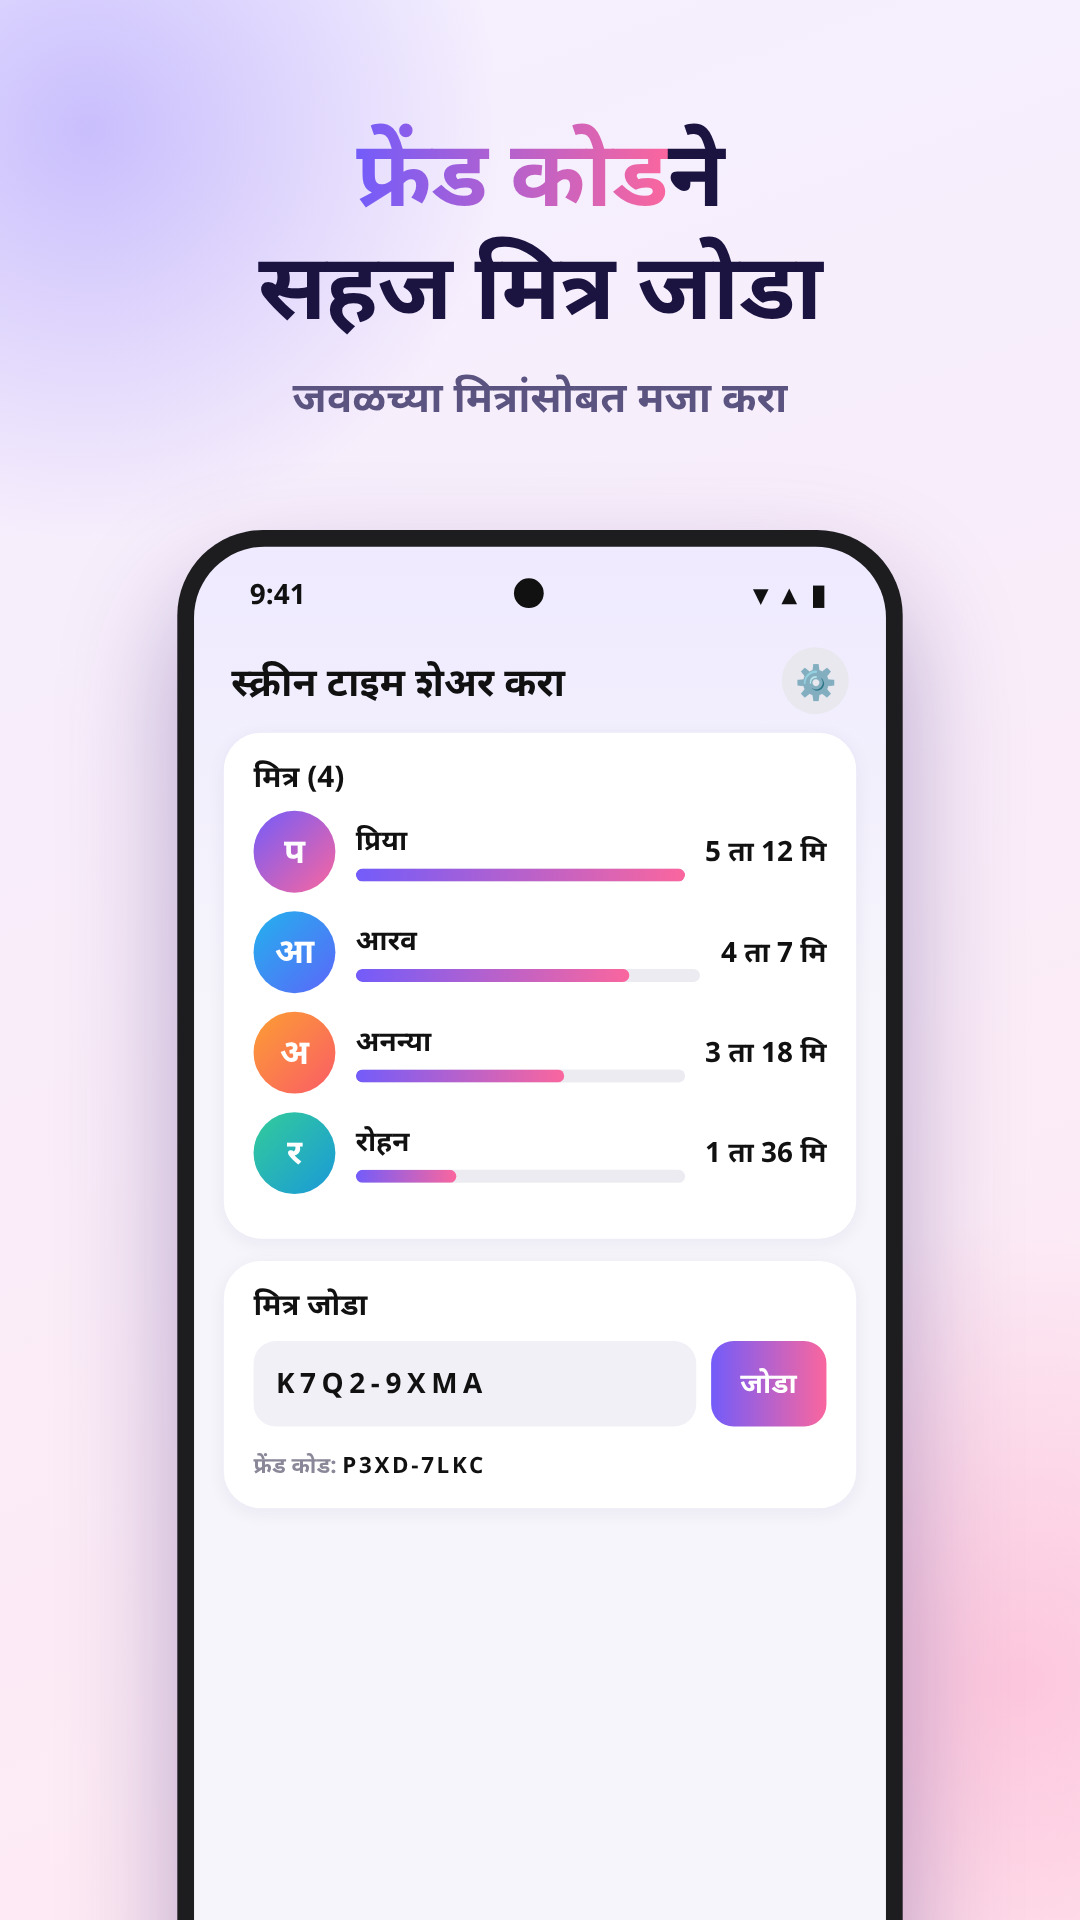 फ्रेंड कोडने
सहज मित्र जोडा
जवळच्या मित्रांसोबत मजा करा
9:41
स्क्रीन टाइम शेअर करा
मित्र (4)
प
प्रिया
5 ता 12 मि
आ
आरव
4 ता 7 मि
अ
अनन्या
3 ता 18 मि
र
रोहन
1 ता 36 मि
मित्र जोडा
K7Q2-9XMA
जोडा
फ्रेंड कोड: P3XD-7LKC